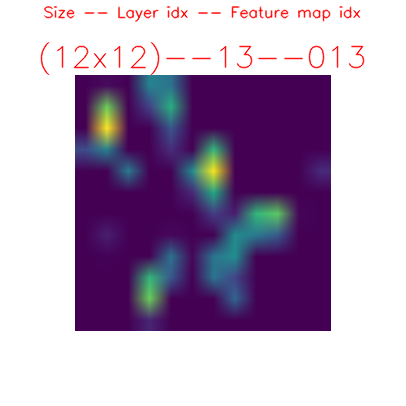 Size -- Layer idx -- Feature map idx
(12x12)--13--013